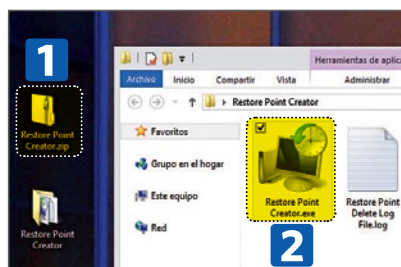 1
Restore Point
Creator.zip
Restore Point
Creator
Herramientas de aplica
Archivo Inicio Compartir Vista Administrar
Restore Point Creator
Favoritos
Grupo en el hogar
Este equipo
Red
Restore Point
Creator.exe
2
Restore Point
Delete Log
File.log